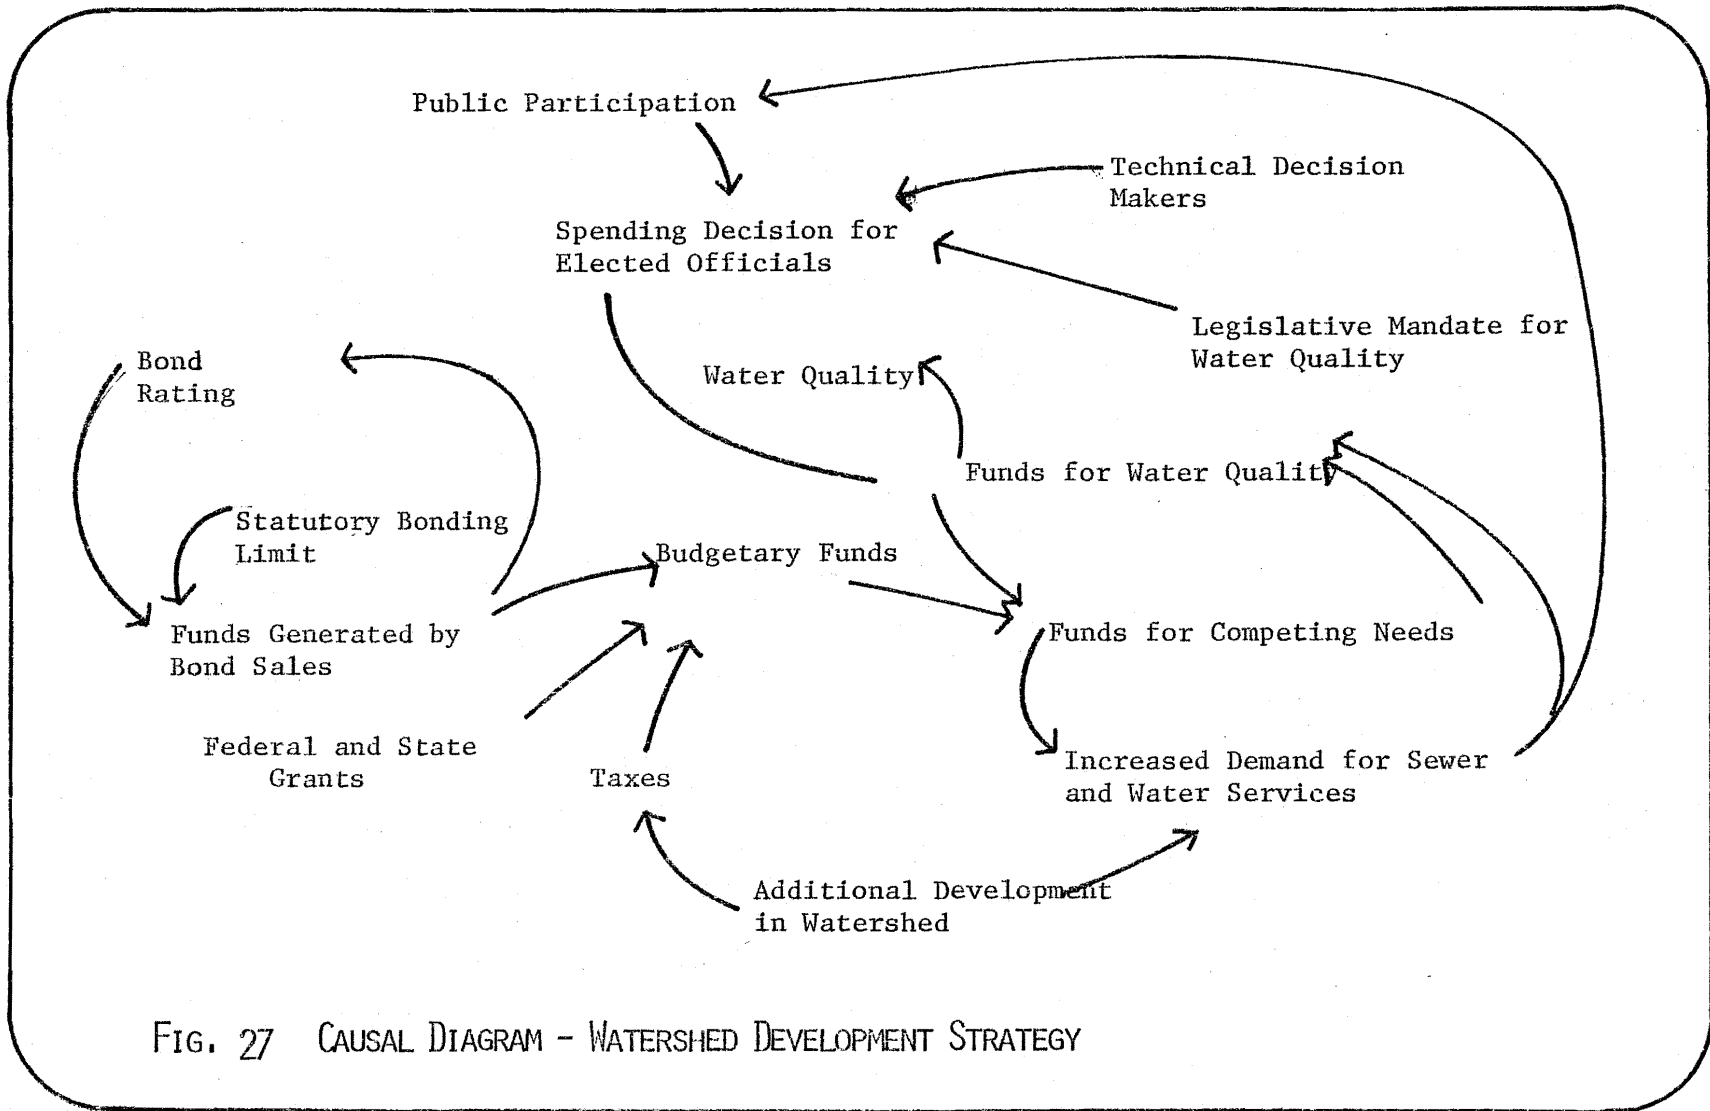 Public Participation
Technical Decision
Makers
Spending Decision for
Elected Officials
Legislative Mandate for
Water Quality
Bond
Rating
Water Quality
Funds for Water Quality
Statutory Bonding
Limit
Budgetary Funds
Funds Generated by
Bond Sales
Funds for Competing Needs
Federal and State
Grants
Taxes
Increased Demand for Sewer
and Water Services
Additional Development
in Watershed
FIG. 27 CAUSAL DIAGRAM - WATERSHED DEVELOPMENT STRATEGY